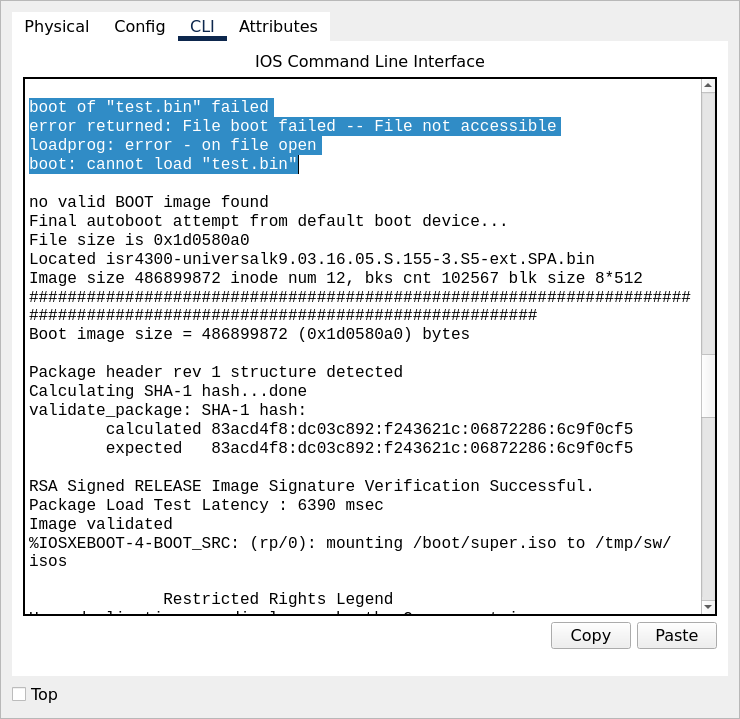 Physical Config CLI Attributes
IOS Command Line Interface
boot of "test.bin" failed
error returned: File boot failed -- File not accessible
loadprog: error - on file open
boot: cannot load "test.bin"
no valid BOOT image found
Final autoboot attempt from default boot device...
File size is 0x1d0580a0
Located isr4300-universalk9.03.16.05.S.155-3.S5-ext.SPA.bin
Image size 486899872 inode num 12, bks cnt 102567 blk size 8*512
#####################################################################
#####################################################
Boot image size = 486899872 (0x1d0580a0) bytes
Package header rev 1 structure detected
Calculating SHA-1 hash...done
validate_package: SHA-1 hash:
calculated 83acd4f8:dc03c892:f243621c:06872286:6c9f0cf5
expected 83acd4f8:dc03c892:f243621c:06872286:6c9f0cf5
RSA Signed RELEASE Image Signature Verification Successful.
Package Load Test Latency : 6390 msec
Image validated
%IOSXEBOOT-4-BOOT_SRC: (rp/0): mounting /boot/super.iso to /tmp/sw/
isos
Restricted Rights Legend
Copy Paste
Top